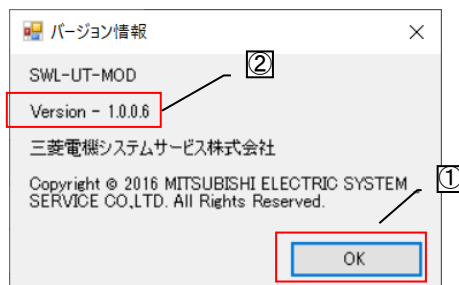 バージョン情報
②
SWL-UT-MOD
Version - 1.0.0.6
三菱電機システムサービス株式会社
Copyright © 2016 MITSUBISHI ELECTRIC SYSTEM
SERVICE CO,.LTD. All Rights Reserved.
①
OK